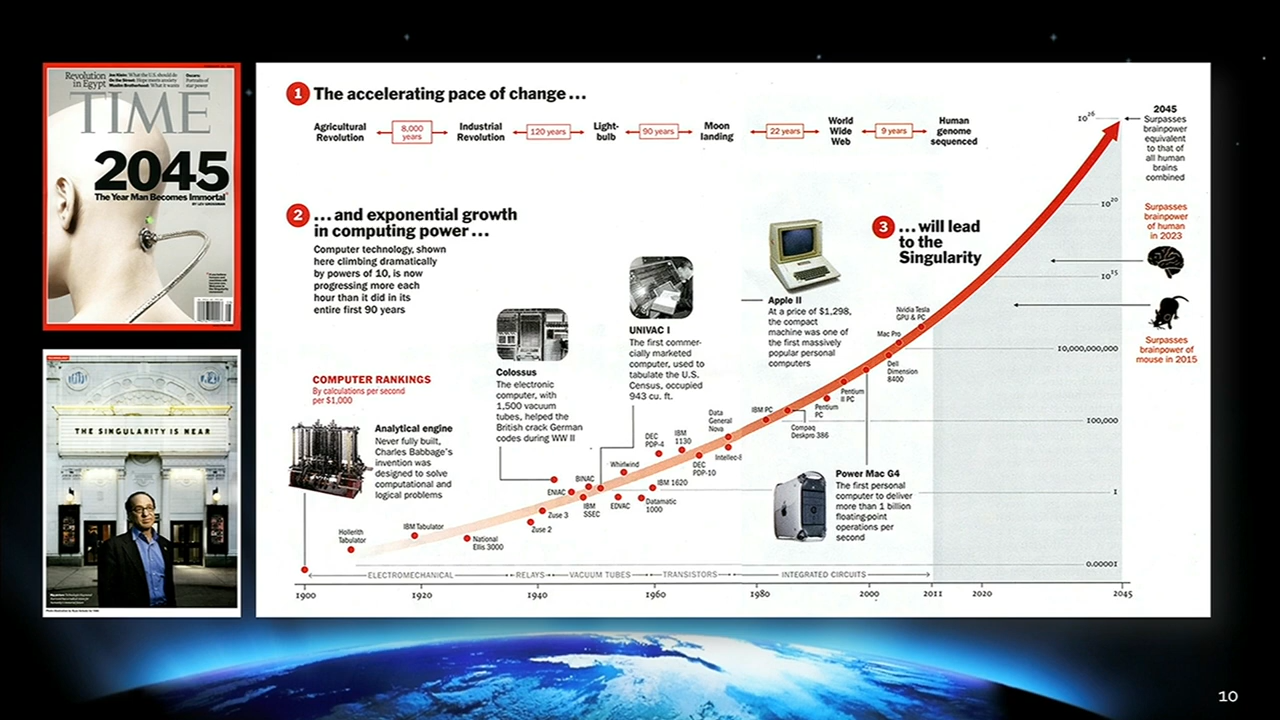 Revolution
in Egypt
TIME
2045
The Year Man Becomes Immortal
THE SINGULARITY IS NEAR
1 The accelerating pace of change...
Agricultural
Revolution
8,000
years
Industrial
Revolution
120 years
Light-
bulb
90 years
Moon
landing
22 years
World
Wide
Web
9 years
Human
genome
sequenced
2 ...and exponential growth
in computing power...
Computer technology, shown
here climbing dramatically
by powers of 10, is now
progressing more each
hour than it did in its
entire first 90 years
COMPUTER RANKINGS
By calculations per second
per $1,000
Analytical engine
Never fully built,
Charles Babbage's
invention was
designed to solve
computational and
logical problems
Colossus
The electronic
computer, with
1,500 vacuum
tubes, helped the
British crack German
codes during WW II
UNIVAC I
The first commer-
cially marketed
computer, used to
tabulate the U.S.
Census, occupied
943 cu. ft.
Apple II
At a price of $1,298,
the compact
machine was one of
the first massively
popular personal
computers
3 ...will lead
to the
Singularity
Power Mac G4
The first personal
computer to deliver
more than 1 billion
floating-point
operations per
second
Hollerith
Tabulator
IBM Tabulator
National
Ellis 3000
Zuse 2
Zuse 3
ENIAC
BINAC
IBM
SSEC
Whirlwind
EDVAC
Datamatic
1000
IBM 1620
DEC
PDP-4
IBM
1130
DEC
PDP-10
Data
General
Nova
Intellec-8
IBM PC
Compaq
Deskpro 386
Pentium
PC
Pentium
II PC
Dell
Dimension
8400
Mac Pro
Nvidia Tesla
GPU & PC
2045
Surpasses
brainpower
equivalent
to that of
all human
brains
combined
Surpasses
brainpower
of human
in 2023
Surpasses
brainpower of
mouse in 2015
10²⁶
10²⁰
10¹⁵
10,000,000,000
100,000
1
0.00001
ELECTROMECHANICAL
RELAYS
VACUUM TUBES
TRANSISTORS
INTEGRATED CIRCUITS
1900
1920
1940
1960
1980
2000
2011
2020
2045
10